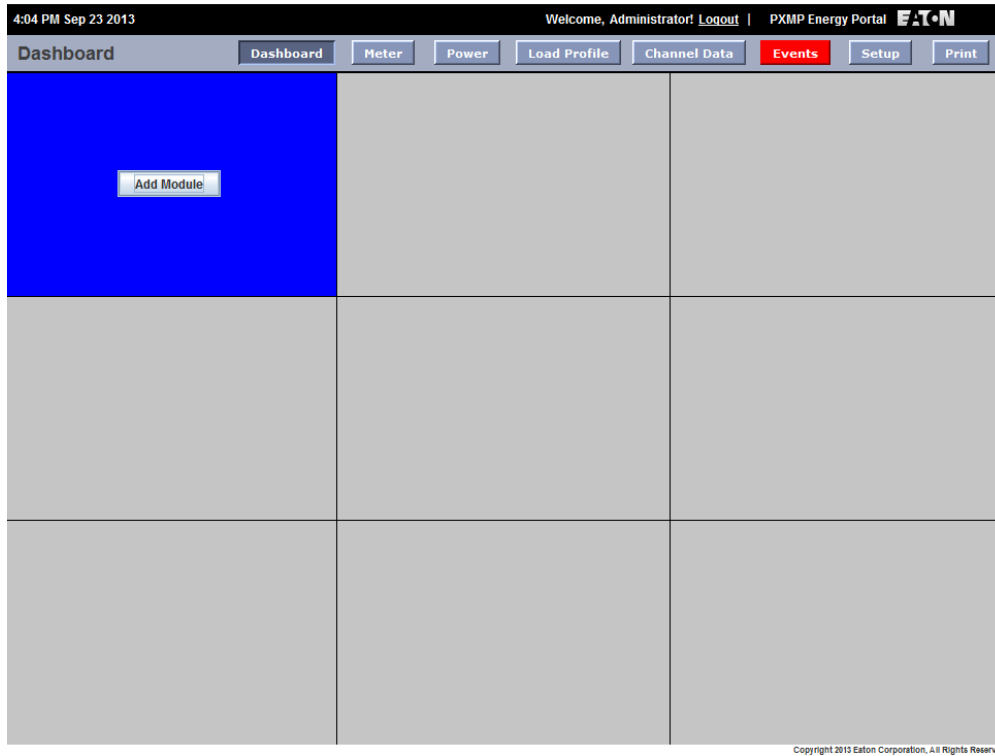 4:04 PM Sep 23 2013 Welcome, Administrator! Logout | PXMP Energy Portal EATON
Dashboard Dashboard Meter Power Load Profile Channel Data Events Setup Print
Add Module
Copyright 2013 Eaton Corporation, All Rights Reserv